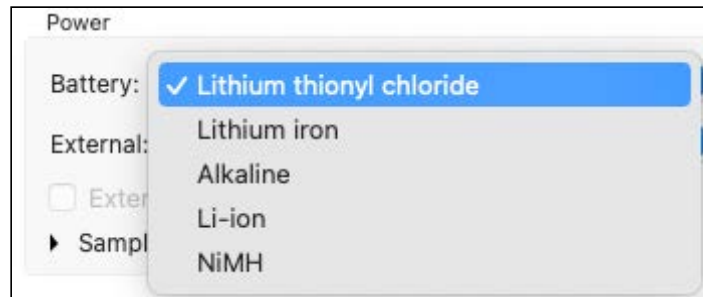 Power
Battery: ✓ Lithium thionyl chloride
External: Lithium iron
Alkaline
Li-ion
NiMH